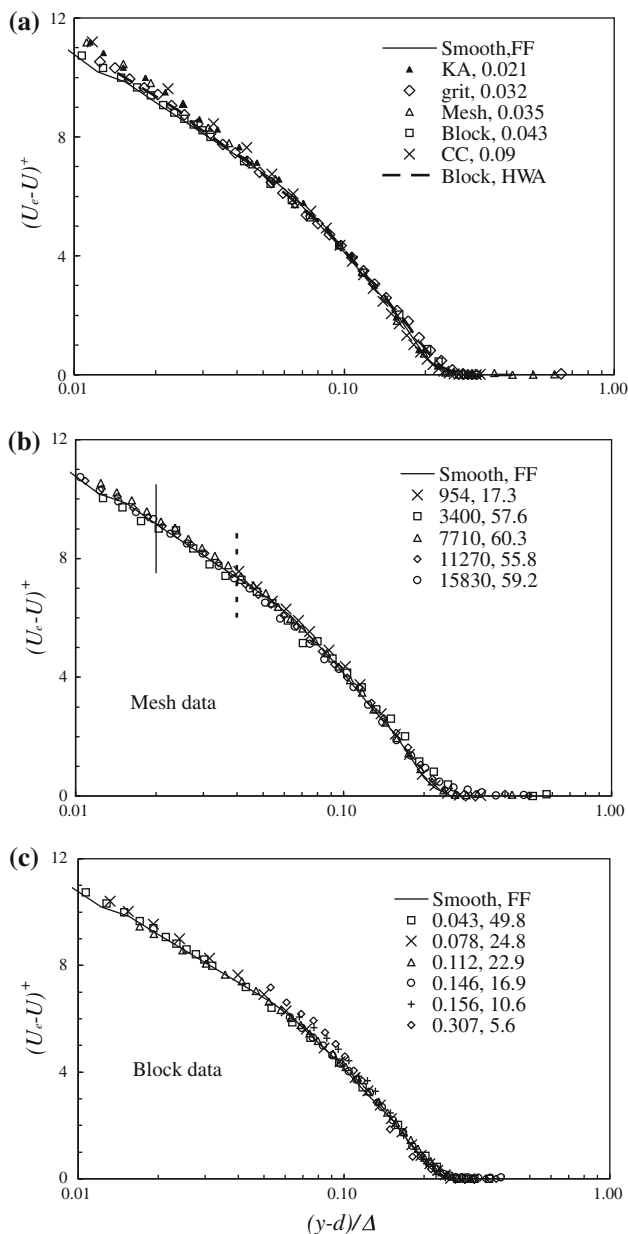 (a)
12
8
4
0
(Uₑ-U)⁺
Smooth,FF
KA, 0.021
grit, 0.032
Mesh, 0.035
Block, 0.043
CC, 0.09
Block, HWA
0.01
0.10
1.00
(b)
12
8
4
0
(Uₑ-U)⁺
Smooth, FF
954, 17.3
3400, 57.6
7710, 60.3
11270, 55.8
15830, 59.2
Mesh data
0.01
0.10
1.00
(c)
12
8
4
0
(Uₑ-U)⁺
Smooth, FF
0.043, 49.8
0.078, 24.8
0.112, 22.9
0.146, 16.9
0.156, 10.6
0.307, 5.6
Block data
0.01
0.10
1.00
(y-d)/Δ